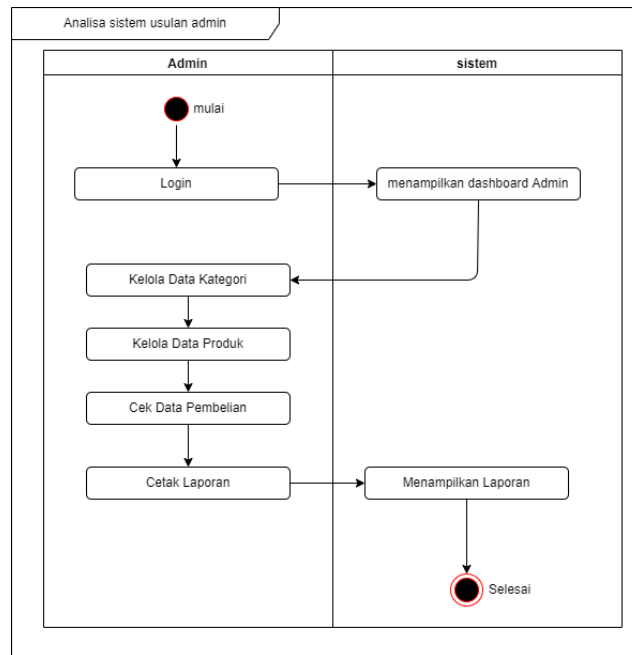 Analisa sistem usulan admin
Admin
sistem
mulai
Login
menampilkan dashboard Admin
Kelola Data Kategori
Kelola Data Produk
Cek Data Pembelian
Cetak Laporan
Menampilkan Laporan
Selesai